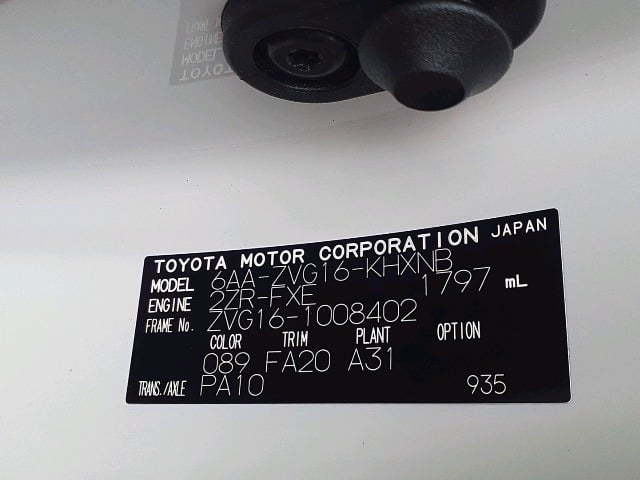 TOYOTA MOTOR CORPORATION JAPAN
MODEL 6AA-ZVG16-KHXNB
ENGINE 2ZR-FXE 1797 mL
FRAME No. ZVG16-1008402
COLOR TRIM PLANT OPTION
089 FA20 A31
TRANS./AXLE PA10 935